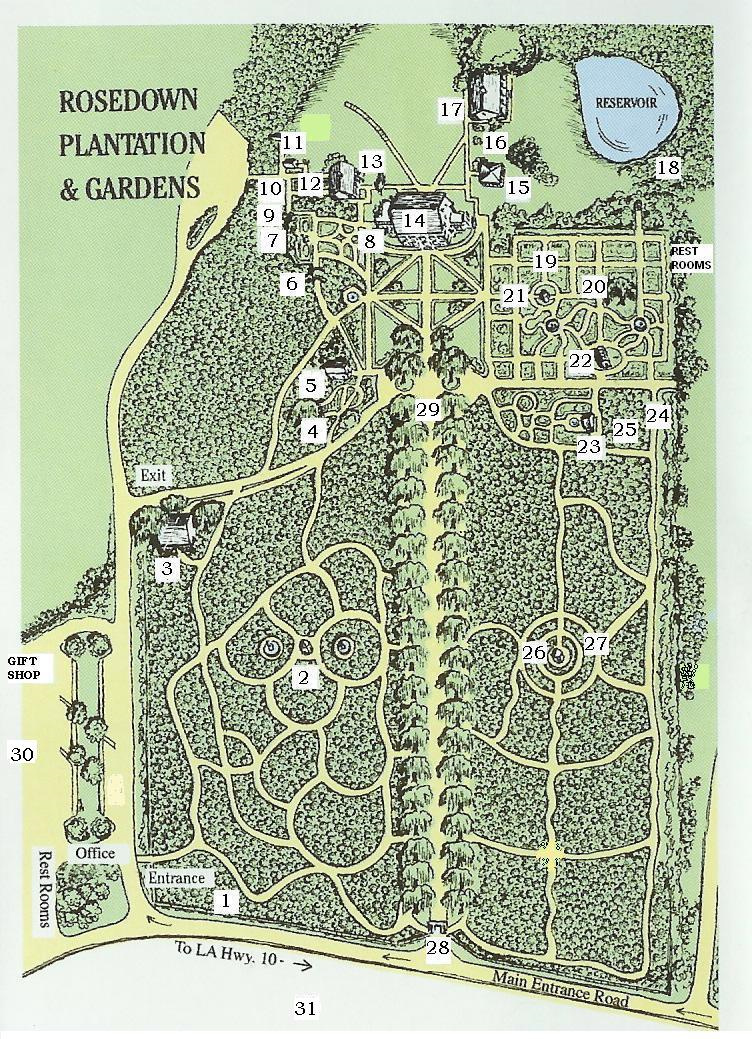 ROSEDOWN
PLANTATION
& GARDENS
GIFT
SHOP
30
Rest Rooms
Office
Entrance
Exit
1
2
3
4
5
6
7
8
9
10
11
12
13
14
15
16
17
18
19
20
21
22
23
24
25
26
27
28
29
31
To LA Hwy. 10- →
Main Entrance Road
RESERVOIR
REST
ROOMS